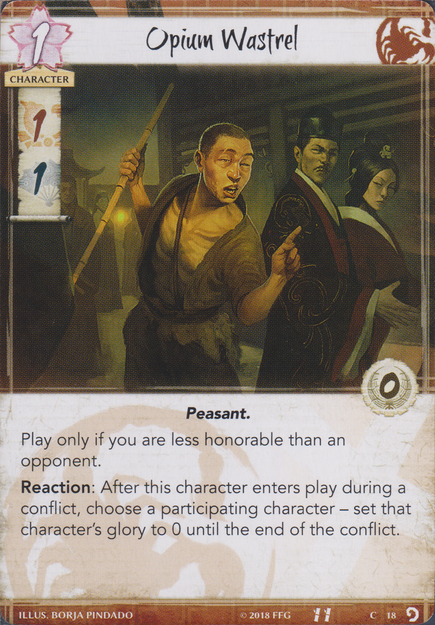 Opium Wastrel
1
CHARACTER
1
1
0
Peasant.
Play only if you are less honorable than an
opponent.
Reaction: After this character enters play during a
conflict, choose a participating character – set that
character's glory to 0 until the end of the conflict.
ILLUS. BORJA PINDADO © 2018 FFG 11 C 18